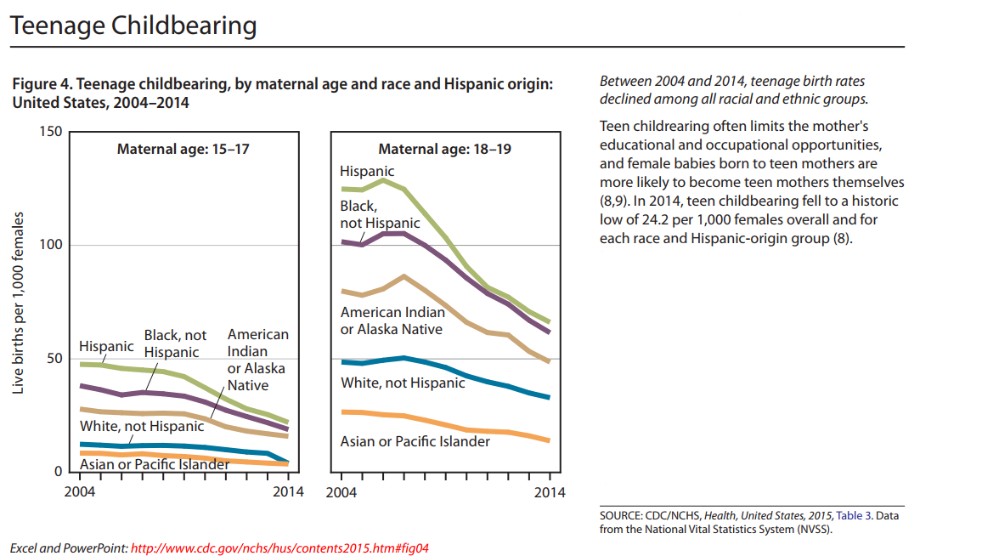 Teenage Childbearing
Figure 4. Teenage childbearing, by maternal age and race and Hispanic origin:
United States, 2004–2014
150
100
50
0
Live births per 1,000 females
Maternal age: 15–17
Hispanic
Black, not
Hispanic
American
Indian
or Alaska
Native
White, not Hispanic
Asian or Pacific Islander
2004
2014
Maternal age: 18–19
Hispanic
Black,
not Hispanic
American Indian
or Alaska Native
White, not Hispanic
Asian or Pacific Islander
2004
2014
Between 2004 and 2014, teenage birth rates
declined among all racial and ethnic groups.
Teen childrearing often limits the mother's
educational and occupational opportunities,
and female babies born to teen mothers are
more likely to become teen mothers themselves
(8,9). In 2014, teen childbearing fell to a historic
low of 24.2 per 1,000 females overall and for
each race and Hispanic-origin group (8).
SOURCE: CDC/NCHS, Health, United States, 2015, Table 3. Data
from the National Vital Statistics System (NVSS).
Excel and PowerPoint: http://www.cdc.gov/nchs/hus/contents2015.htm#fig04